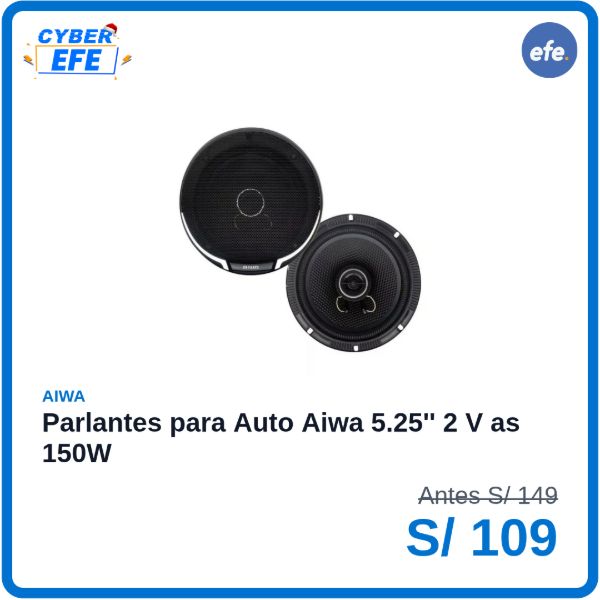 CYBER
EFE
efe.
AIWA
Parlantes para Auto Aiwa 5.25" 2 V as
150W
Antes S/ 149
S/ 109